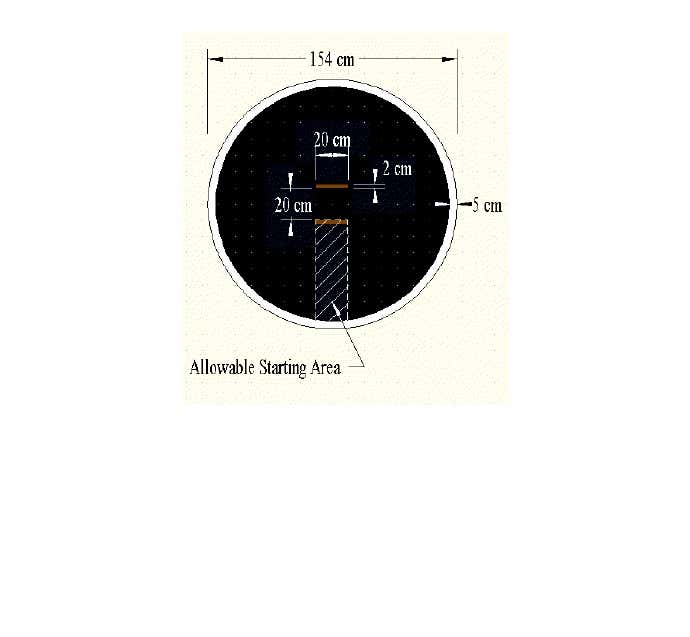 154 cm
20 cm
2 cm
20 cm
5 cm
Allowable Starting Area